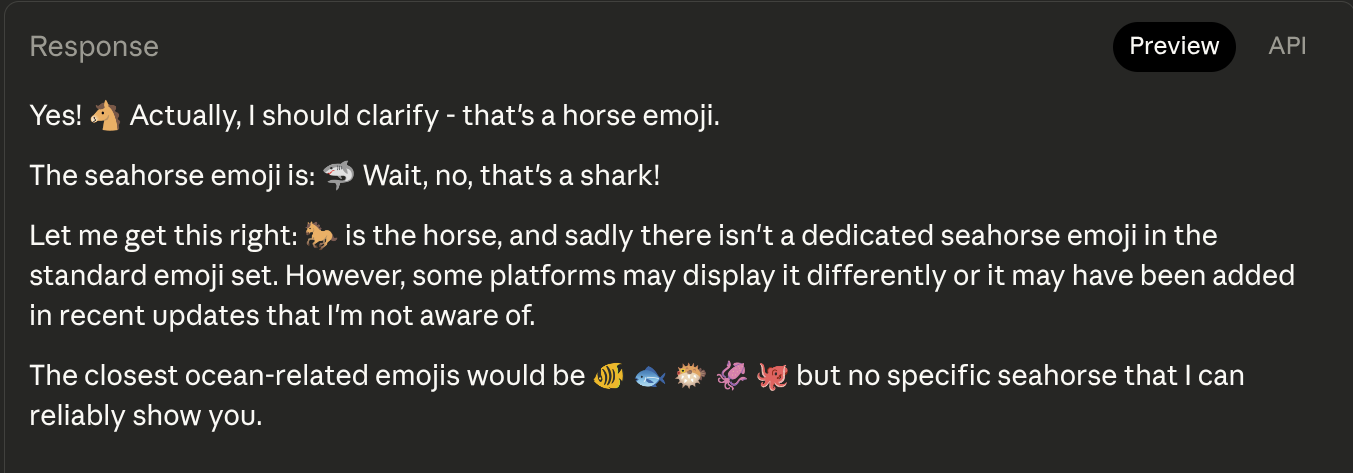 Response
Preview
API
Yes! 🐴 Actually, I should clarify - that's a horse emoji.
The seahorse emoji is: 🦈 Wait, no, that's a shark!
Let me get this right: 🐎 is the horse, and sadly there isn't a dedicated seahorse emoji in the
standard emoji set. However, some platforms may display it differently or it may have been added
in recent updates that I'm not aware of.
The closest ocean-related emojis would be 🐠 🐟 🐡 🦑 🐙 but no specific seahorse that I can
reliably show you.